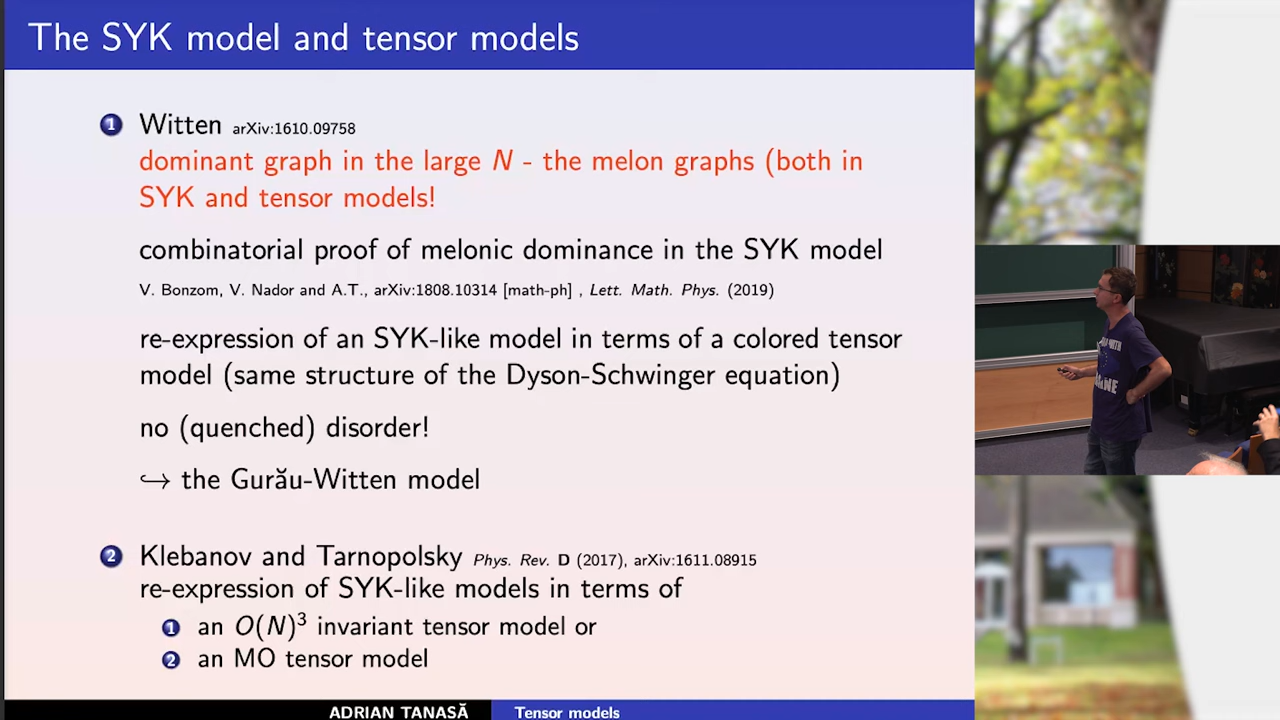 The SYK model and tensor models
1 Witten arXiv:1610.09758
dominant graph in the large N - the melon graphs (both in
SYK and tensor models!
combinatorial proof of melonic dominance in the SYK model
V. Bonzom, V. Nador and A.T., arXiv:1808.10314 [math-ph] , Lett. Math. Phys. (2019)
re-expression of an SYK-like model in terms of a colored tensor
model (same structure of the Dyson-Schwinger equation)
no (quenched) disorder!
↪ the Gurău-Witten model
2 Klebanov and Tarnopolsky Phys. Rev. D (2017), arXiv:1611.08915
re-expression of SYK-like models in terms of
1 an O(N)³ invariant tensor model or
2 an MO tensor model
ADRIAN TANASĂ Tensor models